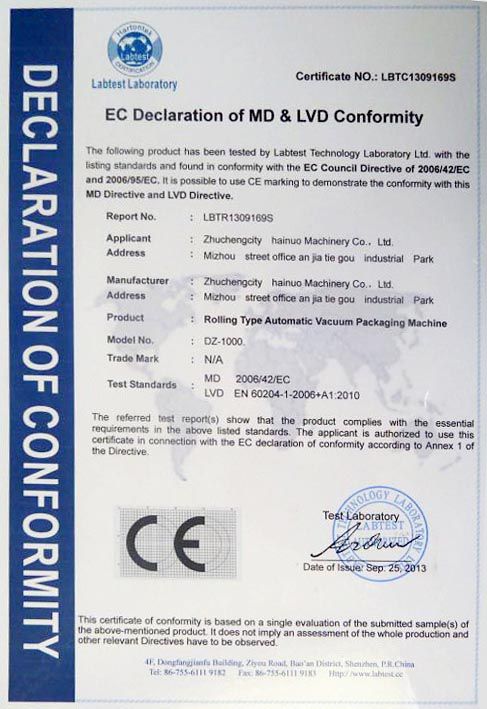 DECLARATION OF CONFORMITY
Hartontek
Labtest
CERTIFICATION
Labtest Laboratory
Certificate NO.: LBTC1309169S
EC Declaration of MD & LVD Conformity
The following product has been tested by Labtest Technology Laboratory Ltd. with the
listing standards and found in conformity with the EC Council Directive of 2006/42/EC
and 2006/95/EC. It is possible to use CE marking to demonstrate the conformity with this
MD Directive and LVD Directive.
Report No. : LBTR1309169S
Applicant : Zhuchengcity hainuo Machinery Co., Ltd.
Address : Mizhou street office an jia tie gou industrial Park
Manufacturer : Zhuchengcity hainuo Machinery Co., Ltd.
Address : Mizhou street office an jia tie gou industrial Park
Product : Rolling Type Automatic Vacuum Packaging Machine
Model No. : DZ-1000.
Trade Mark : N/A
Test Standards : MD 2006/42/EC
LVD EN 60204-1-2006+A1:2010
The referred test report(s) show that the product complies with the essential
requirements in the above listed standards. The applicant is authorized to use this
certificate in connection with the EC declaration of conformity according to Annex 1 of
the Directive.
CE
Test Laboratory
TECHNOLOGY LABORATORY
LABTEST
AUTHORIZED
Date of Issue: Sep. 25, 2013
This certificate of conformity is based on a single evaluation of the submitted sample(s) of
the above-mentioned product. It does not imply an assessment of the whole production and
other relevant Directives have to be observed.
4F, Dongfangjianfu Building, Ziyou Road, Bao'an District, Shenzhen, P.R.China
Tel: 86-755-6111 9182 Fax: 86-755-6111 9183 Http://www.labtest.cc